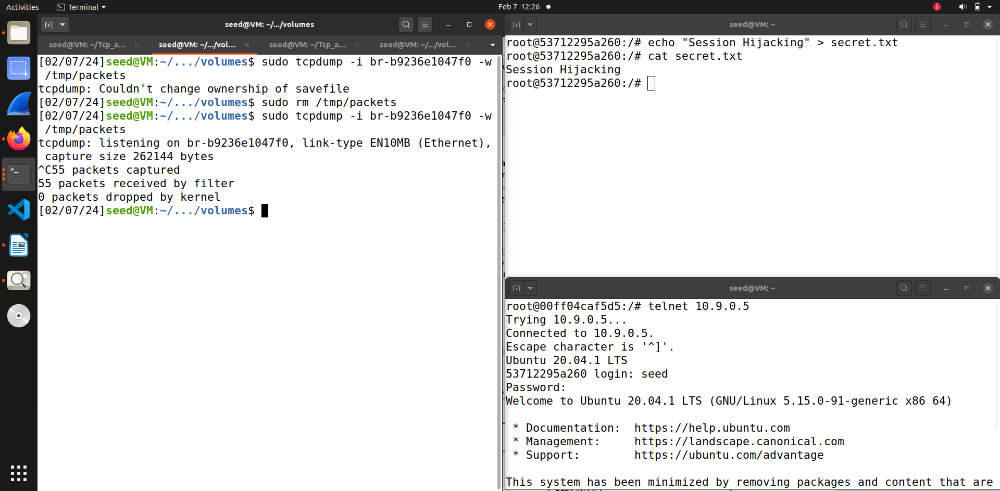 Activities
Terminal
Feb 7 12:26
seed@VM: ~/.../volumes
seed@VM: ~/Tcp_a...
seed@VM: ~/.../vol...
seed@VM: ~/Tcp_a...
seed@VM: ~/.../vol...
[02/07/24]seed@VM:~/.../volumes$ sudo tcpdump -i br-b9236e1047f0 -w
/tmp/packets
tcpdump: Couldn't change ownership of savefile
[02/07/24]seed@VM:~/.../volumes$ sudo rm /tmp/packets
[02/07/24]seed@VM:~/.../volumes$ sudo tcpdump -i br-b9236e1047f0 -w
/tmp/packets
tcpdump: listening on br-b9236e1047f0, link-type EN10MB (Ethernet),
capture size 262144 bytes
^C55 packets captured
55 packets received by filter
0 packets dropped by kernel
[02/07/24]seed@VM:~/.../volumes$
seed@VM: ~
root@53712295a260:/# echo "Session Hijacking" > secret.txt
root@53712295a260:/# cat secret.txt
Session Hijacking
root@53712295a260:/#
seed@VM: ~
root@00ff04caf5d5:/# telnet 10.9.0.5
Trying 10.9.0.5...
Connected to 10.9.0.5.
Escape character is '^]'.
Ubuntu 20.04.1 LTS
53712295a260 login: seed
Password:
Welcome to Ubuntu 20.04.1 LTS (GNU/Linux 5.15.0-91-generic x86_64)
* Documentation: https://help.ubuntu.com
* Management: https://landscape.canonical.com
* Support: https://ubuntu.com/advantage
This system has been minimized by removing packages and content that are